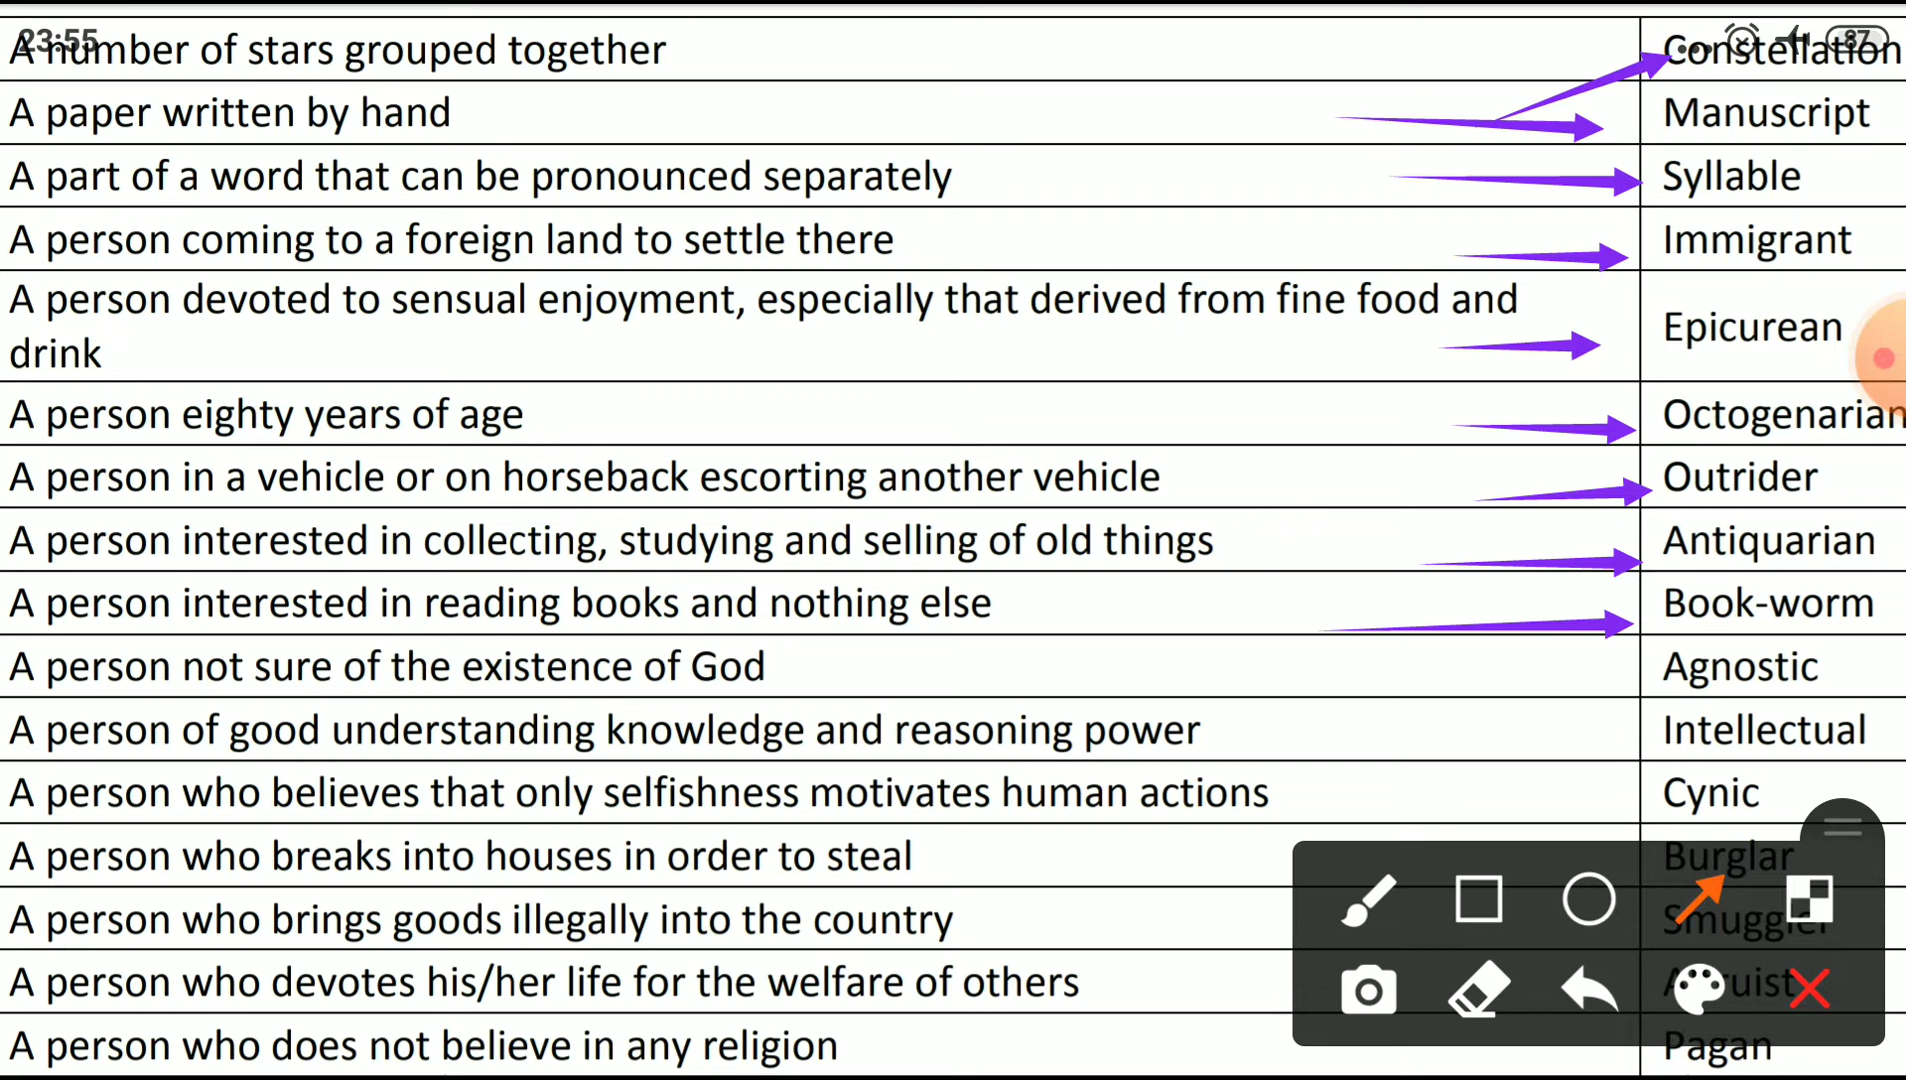 23:55
87
A number of stars grouped together Constellation
A paper written by hand Manuscript
A part of a word that can be pronounced separately Syllable
A person coming to a foreign land to settle there Immigrant
A person devoted to sensual enjoyment, especially that derived from fine food and
drink Epicurean
A person eighty years of age Octogenarian
A person in a vehicle or on horseback escorting another vehicle Outrider
A person interested in collecting, studying and selling of old things Antiquarian
A person interested in reading books and nothing else Book-worm
A person not sure of the existence of God Agnostic
A person of good understanding knowledge and reasoning power Intellectual
A person who believes that only selfishness motivates human actions Cynic
A person who breaks into houses in order to steal Burglar
A person who brings goods illegally into the country Smuggler
A person who devotes his/her life for the welfare of others
A person who does not believe in any religion Pagan